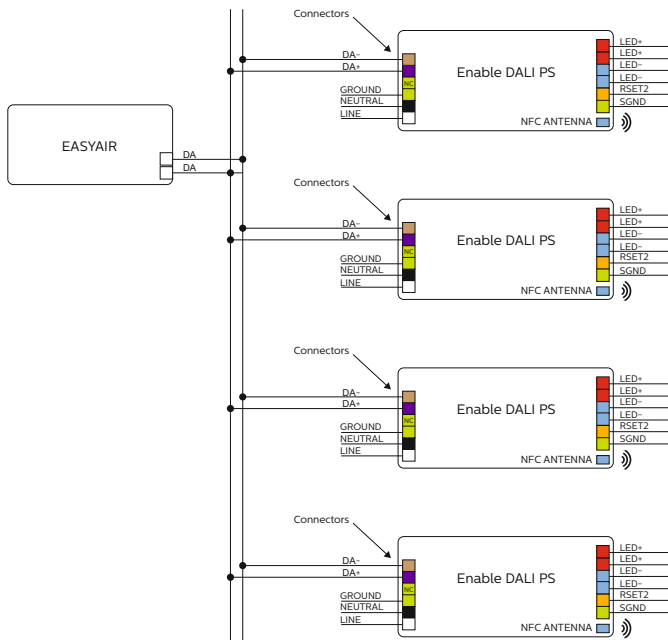 Connectors
DA-
DA+
GROUND
NEUTRAL
LINE
NC
Enable DALI PS
NFC ANTENNA
LED+
LED+
LED-
LED-
RSET2
SGND
EASYAIR
DA
DA
Connectors
DA-
DA+
GROUND
NEUTRAL
LINE
NC
Enable DALI PS
NFC ANTENNA
LED+
LED+
LED-
LED-
RSET2
SGND
Connectors
DA-
DA+
GROUND
NEUTRAL
LINE
NC
Enable DALI PS
NFC ANTENNA
LED+
LED+
LED-
LED-
RSET2
SGND
Connectors
DA-
DA+
GROUND
NEUTRAL
LINE
NC
Enable DALI PS
NFC ANTENNA
LED+
LED+
LED-
LED-
RSET2
SGND